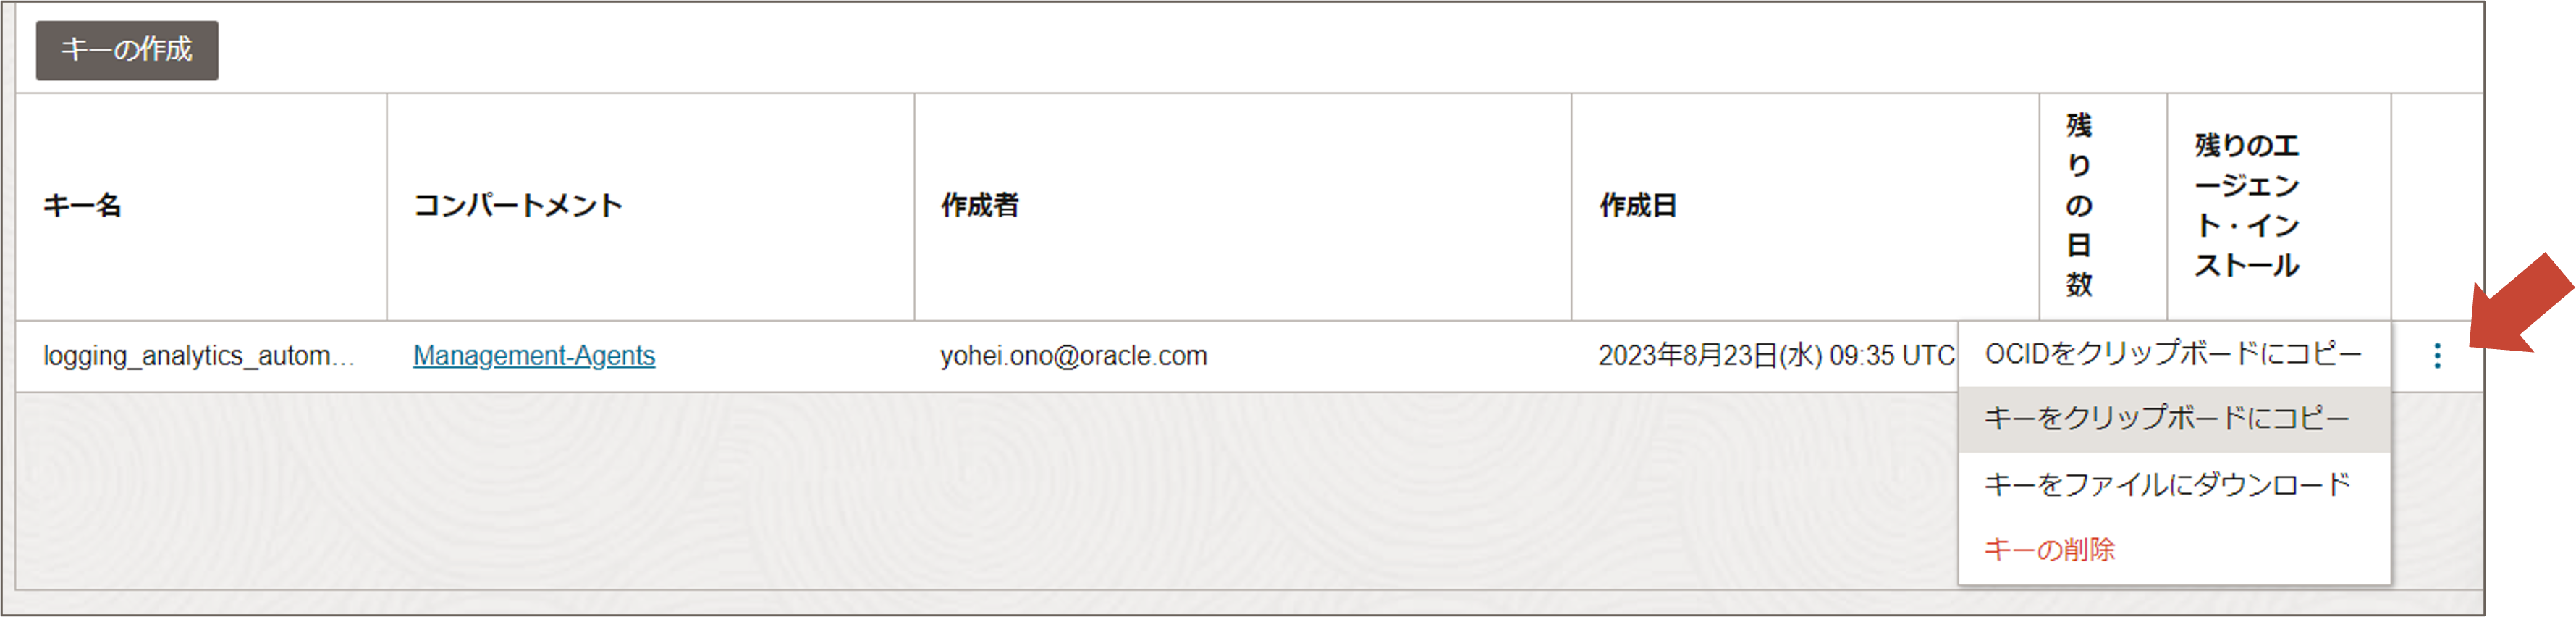 キーの作成
キー名
コンパートメント
作成者
作成日
残
り
の
日
数
残りのエ
ージェン
ト・イン
ストール
logging_analytics_autom...
Management-Agents
yohei.ono@oracle.com
2023年8月23日(水) 09:35 UTC
OCIDをクリップボードにコピー
キーをクリップボードにコピー
キーをファイルにダウンロード
キーの削除